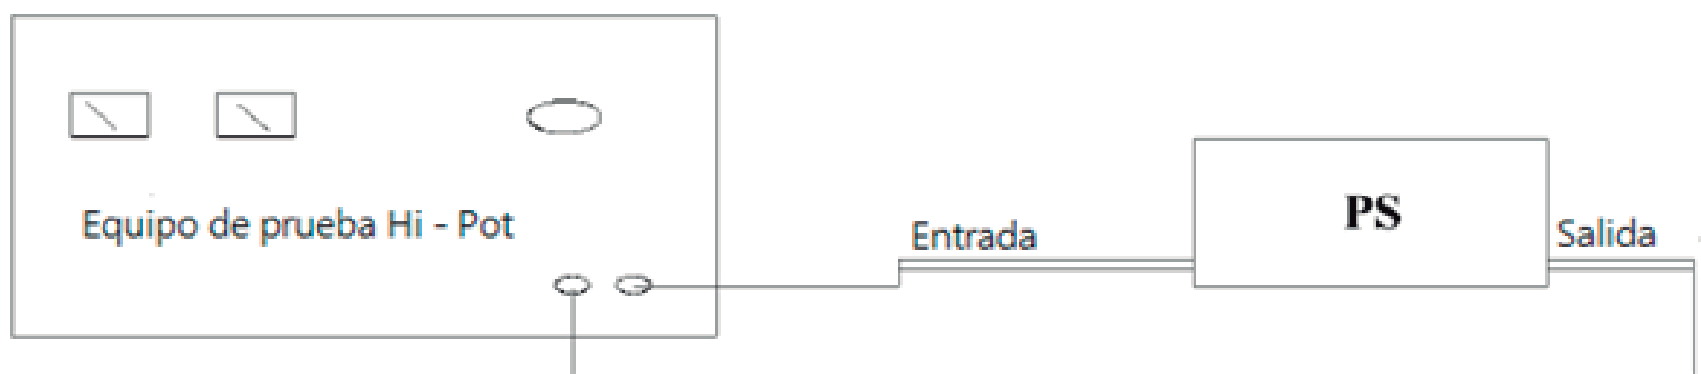 Equipo de prueba Hi - Pot
Entrada
PS
Salida